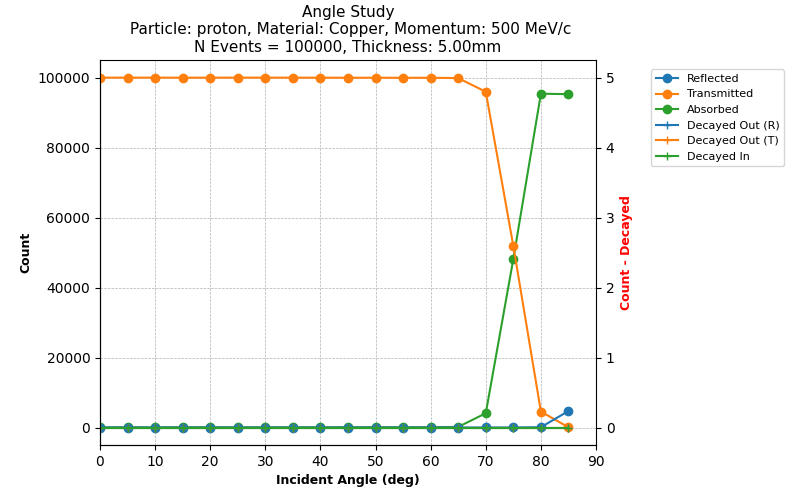 Angle Study
Particle: proton, Material: Copper, Momentum: 500 MeV/c
N Events = 100000, Thickness: 5.00mm
100000
80000
60000
40000
20000
0
Count
5
4
3
2
1
0
Count - Decayed
0 10 20 30 40 50 60 70 80 90
Incident Angle (deg)
Reflected
Transmitted
Absorbed
Decayed Out (R)
Decayed Out (T)
Decayed In